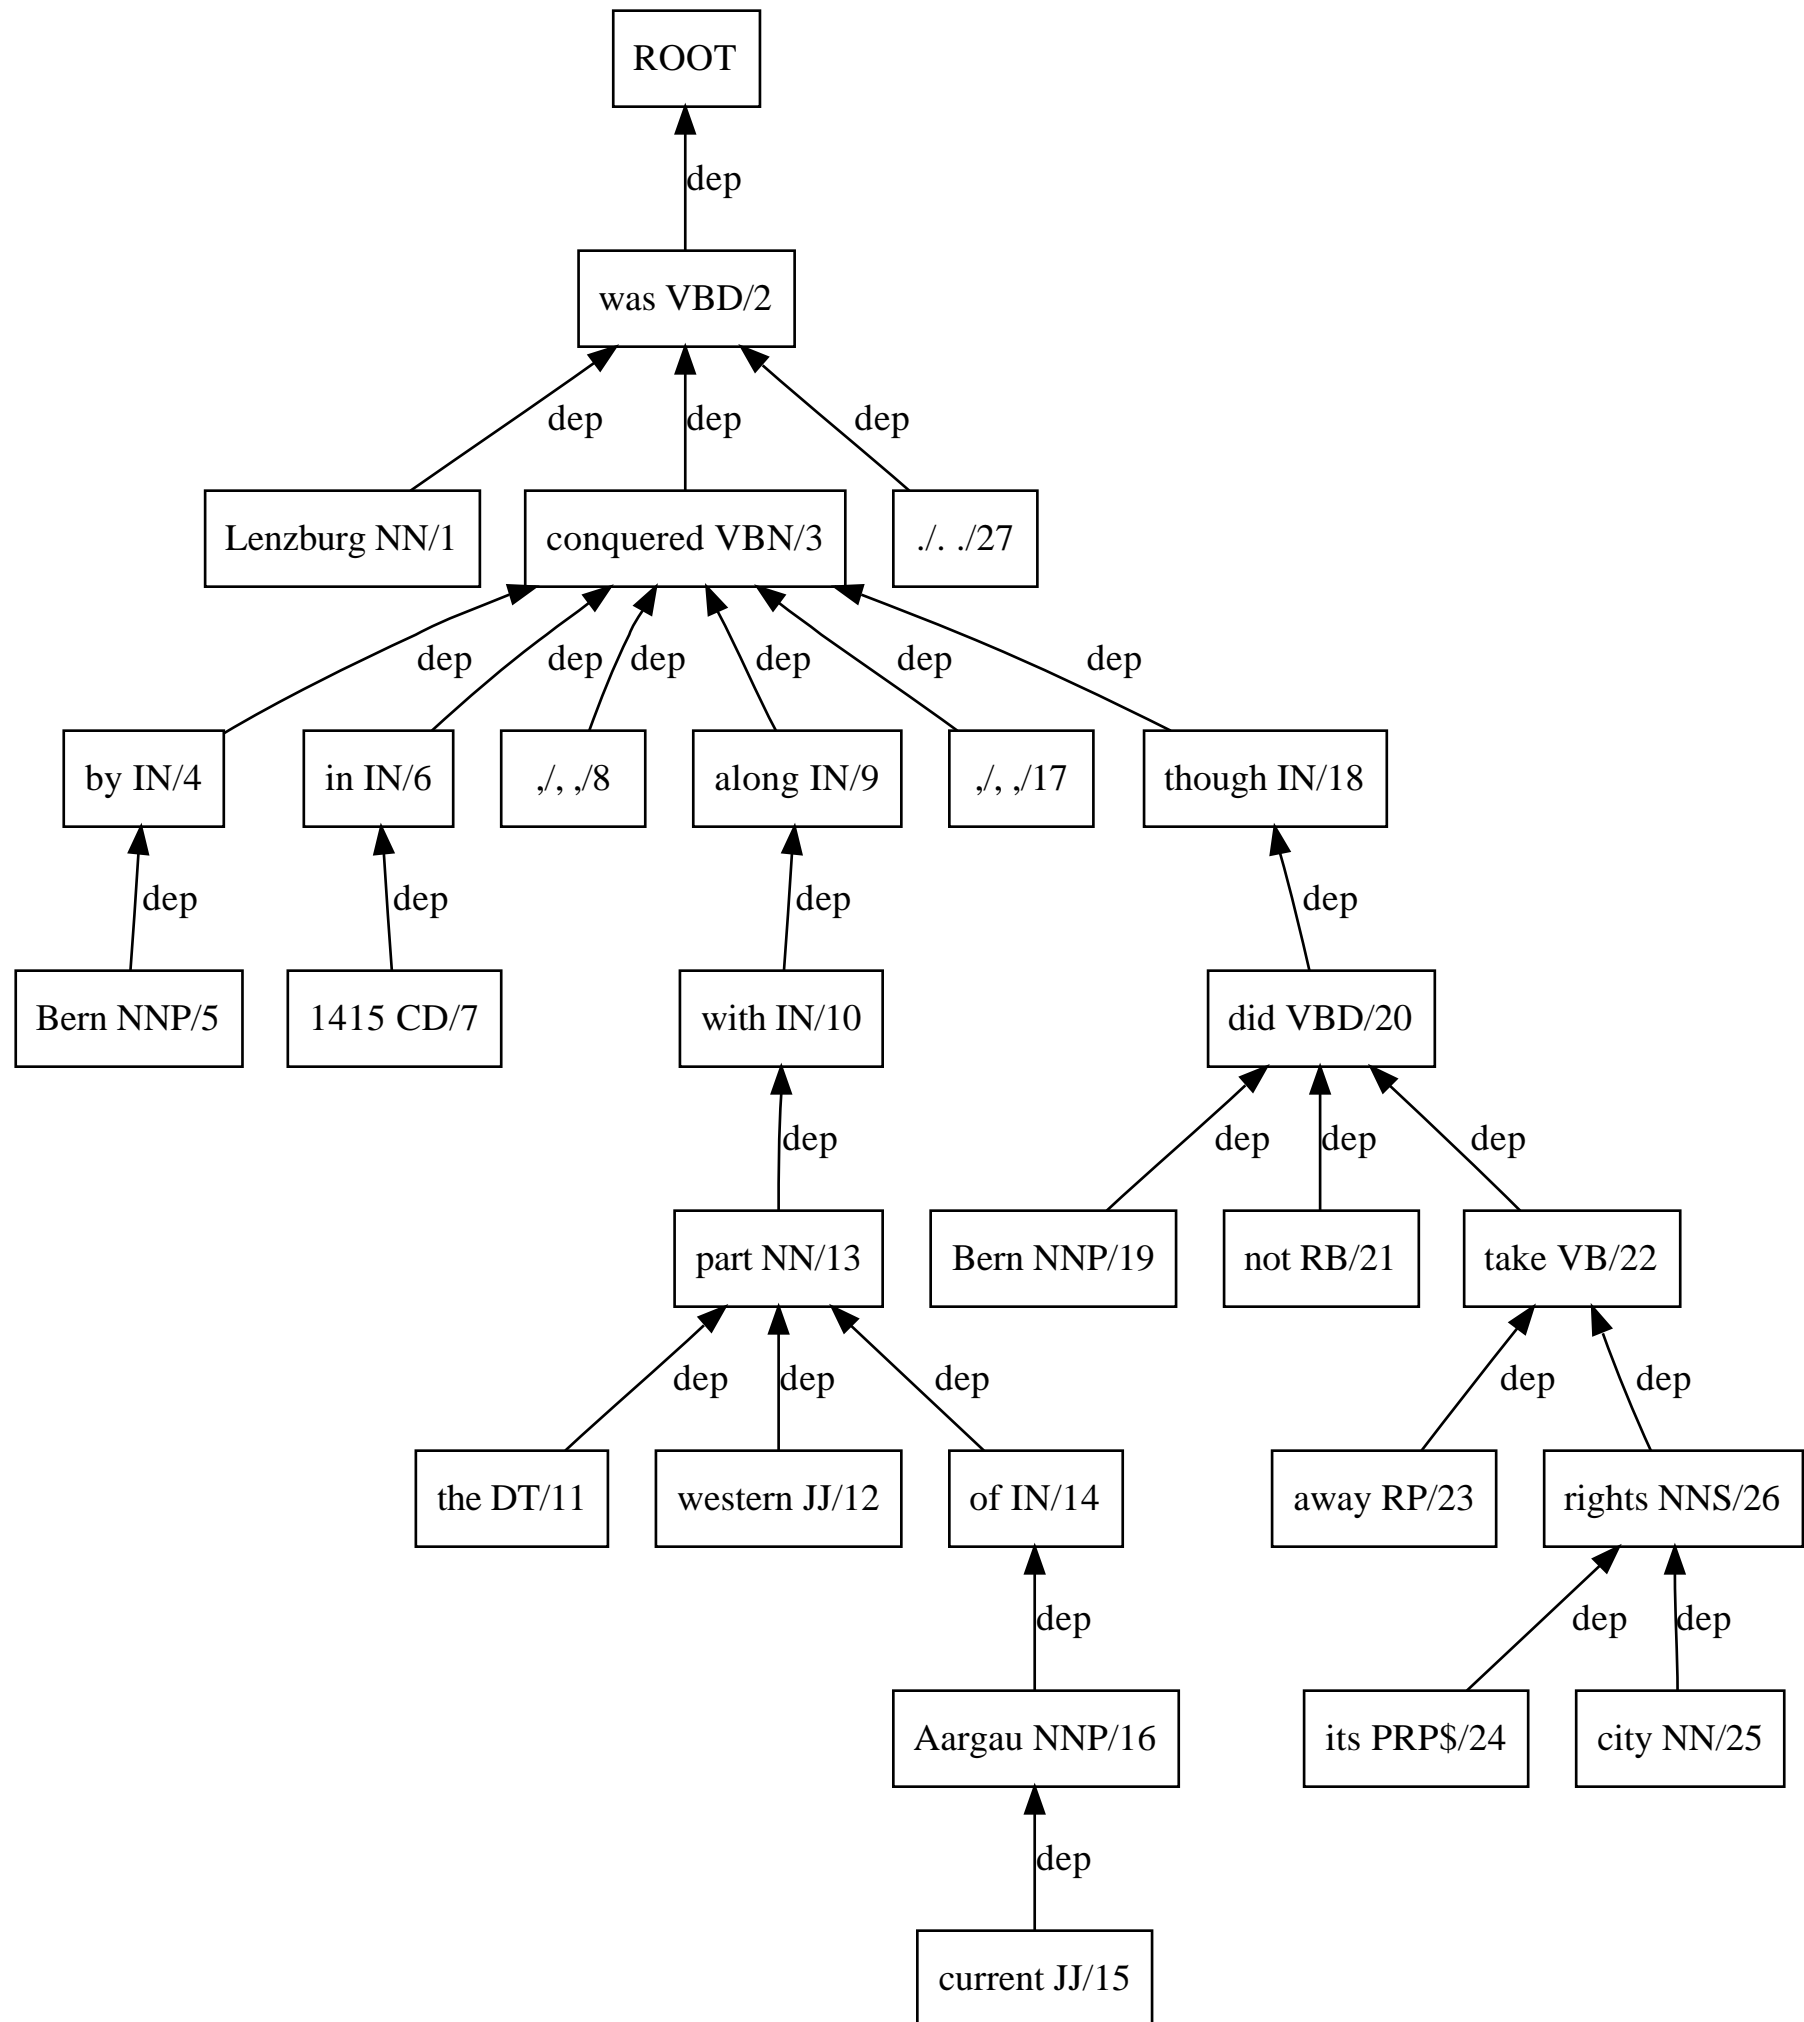 ROOT
dep
was VBD/2
dep dep dep
Lenzburg NN/1 conquered VBN/3 ./. ./27
dep dep dep dep dep dep
by IN/4 in IN/6 ,/, ,/8 along IN/9 ,/, ,/17 though IN/18
dep dep dep dep
Bern NNP/5 1415 CD/7 with IN/10 did VBD/20
dep dep dep dep
part NN/13 Bern NNP/19 not RB/21 take VB/22
dep dep dep dep dep
the DT/11 western JJ/12 of IN/14 away RP/23 rights NNS/26
dep dep dep
Aargau NNP/16 its PRP$/24 city NN/25
dep
current JJ/15